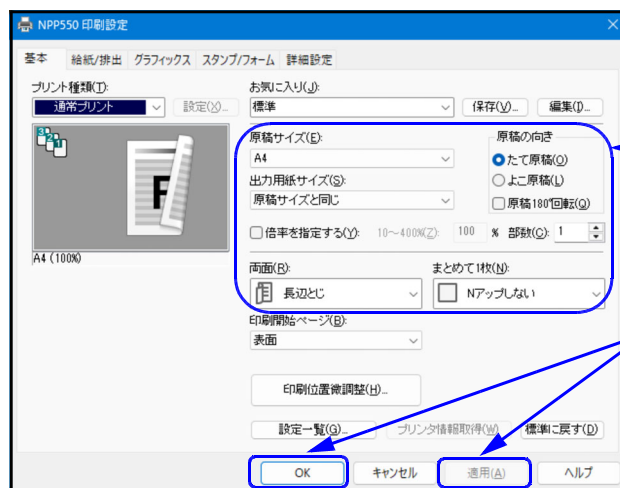 NPP550 印刷設定
基本 給紙/排出 グラフィックス スタンプ/フォーム 詳細設定
プリント種類(T): お気に入り(J):
通常プリント 設定(X)... 標準 保存(V)... 編集(I)...
原稿サイズ(E): 原稿の向き
A4 たて原稿(O)
出力用紙サイズ(S): よこ原稿(L)
原稿サイズと同じ 原稿180°回転(Q)
倍率を指定する(Y): 10～400%(Z): 100 % 部数(C): 1
A4 (100%)
両面(R): まとめて1枚(N):
長辺とじ Nアップしない
印刷開始ページ(B):
表面
印刷位置微調整(H)...
設定一覧(G)... プリンタ情報取得(W) 標準に戻す(D)
OK キャンセル 適用(A) ヘルプ